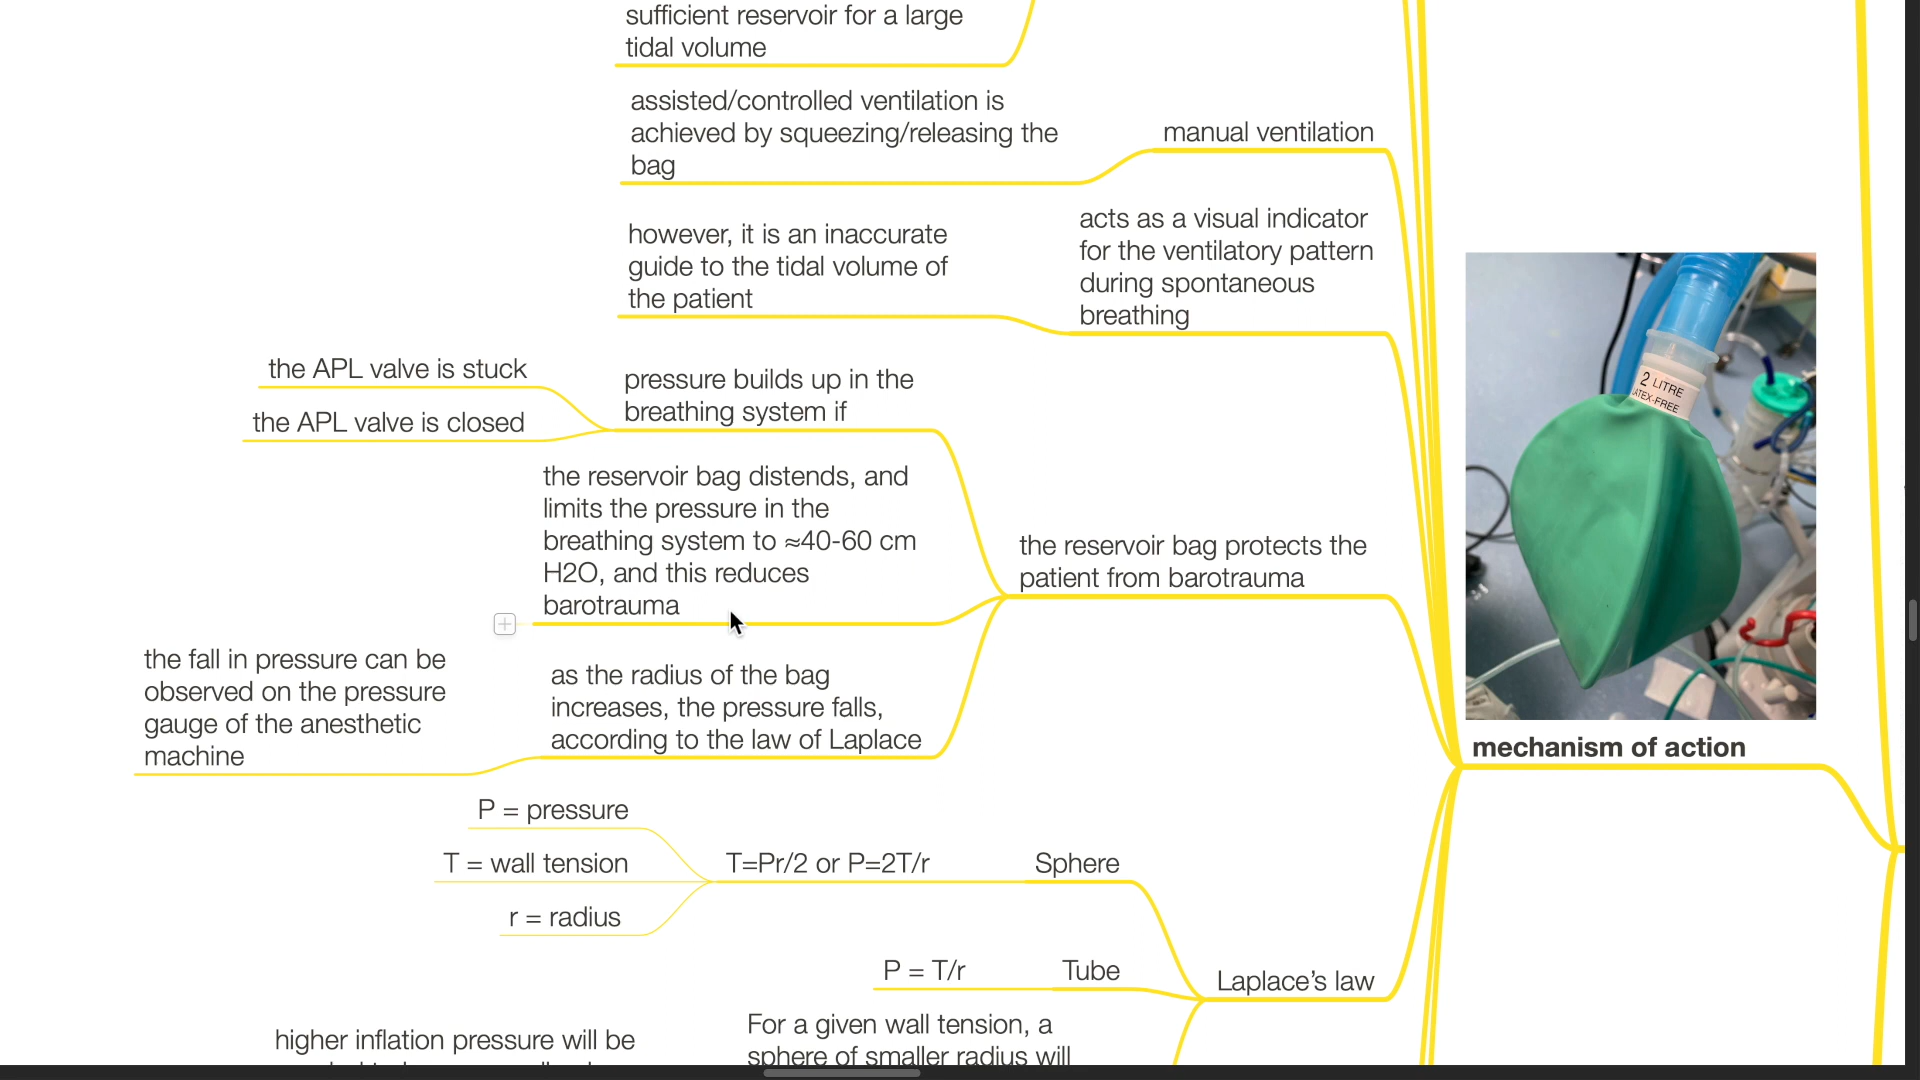 sufficient reservoir for a large
tidal volume
assisted/controlled ventilation is
achieved by squeezing/releasing the
bag
manual ventilation
however, it is an inaccurate
guide to the tidal volume of
the patient
acts as a visual indicator
for the ventilatory pattern
during spontaneous
breathing
the APL valve is stuck
the APL valve is closed
pressure builds up in the
breathing system if
the reservoir bag distends, and
limits the pressure in the
breathing system to ≈40-60 cm
H2O, and this reduces
barotrauma
the reservoir bag protects the
patient from barotrauma
the fall in pressure can be
observed on the pressure
gauge of the anesthetic
machine
as the radius of the bag
increases, the pressure falls,
according to the law of Laplace
2 LITRE
ATEX-FREE
mechanism of action
P = pressure
T = wall tension
r = radius
T=Pr/2 or P=2T/r
Sphere
P = T/r
Tube
Laplace’s law
higher inflation pressure will be
For a given wall tension, a
sphere of smaller radius will